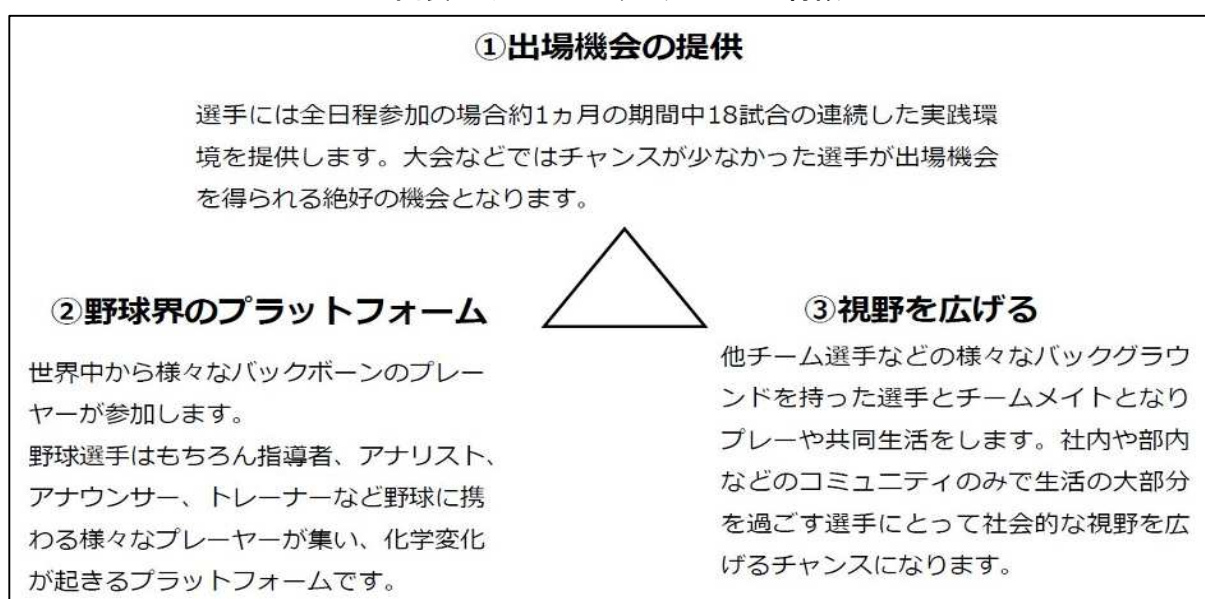 ①出場機会の提供
選手には全日程参加の場合約1ヵ月の期間中18試合の連続した実践環
境を提供します。大会などではチャンスが少なかった選手が出場機会
を得られる絶好の機会となります。
②野球界のプラットフォーム
世界中から様々なバックボーンのプレー
ヤーが参加します。
野球選手はもちろん指導者、アナリスト、
アナウンサー、トレーナーなど野球に携
わる様々なプレーヤーが集い、化学変化
が起きるプラットフォームです。
③視野を広げる
他チーム選手などの様々なバックグラウ
ンドを持った選手とチームメイトとなり
プレーや共同生活をします。社内や部内
などのコミュニティのみで生活の大部分
を過ごす選手にとって社会的な視野を広
げるチャンスになります。